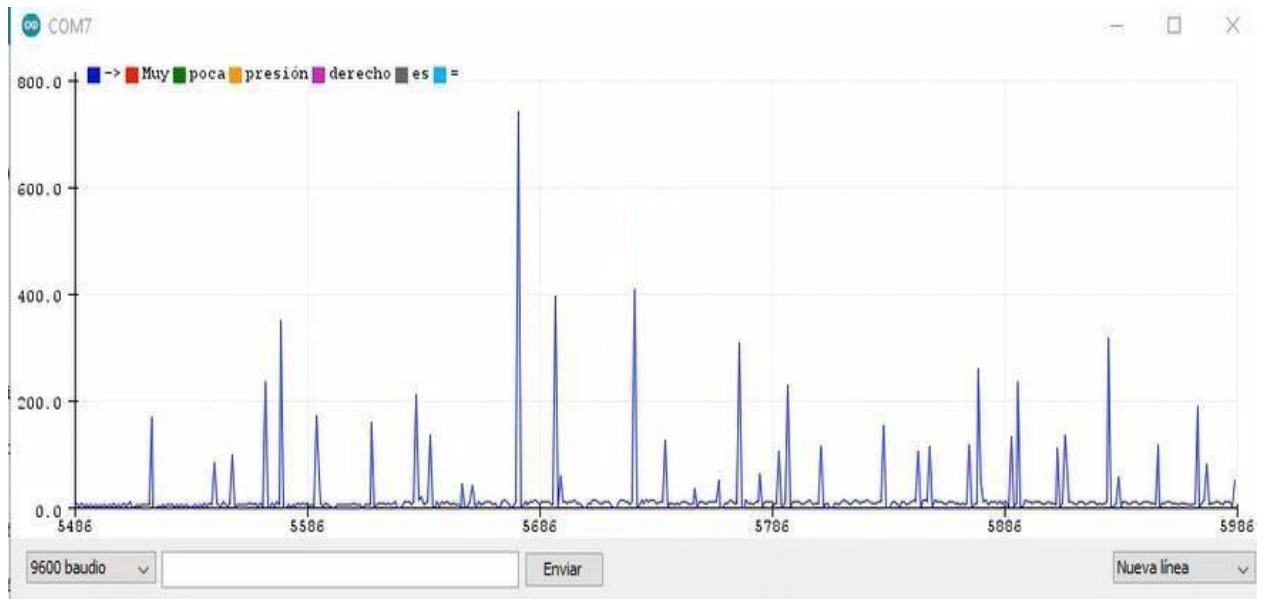 COM7
800.0 -> Muy poca presión derecho es =
600.0
400.0
200.0
0.0
5486 5586 5686 5786 5886 5986
9600 baudio Enviar Nueva línea